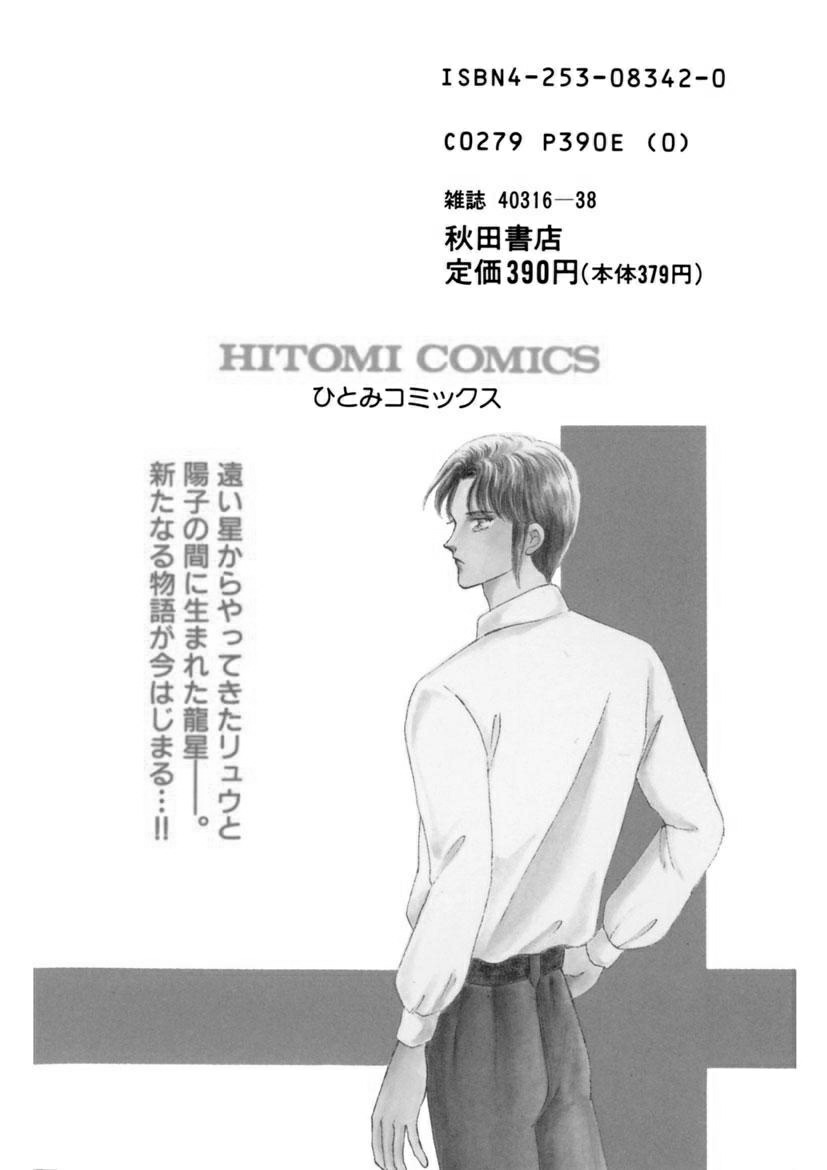 ISBN4-253-08342-0
C0279 P390E (0)
雑誌 40316—38
秋田書店
定価390円(本体379円)
HITOMI COMICS
ひとみコミックス
遠い星からやってきたリュウと
陽子の間に生まれた龍星——。
新たなる物語が今はじまる…!!